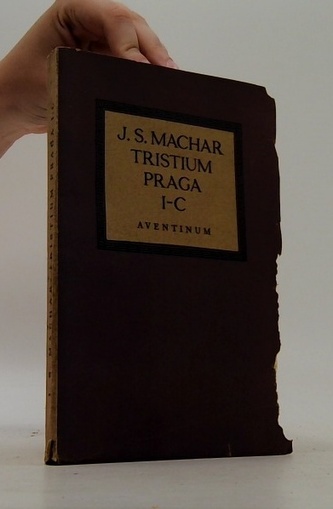 J. S. MACHAR
TRISTIUM
PRAGA
I-C
AVENTINUM